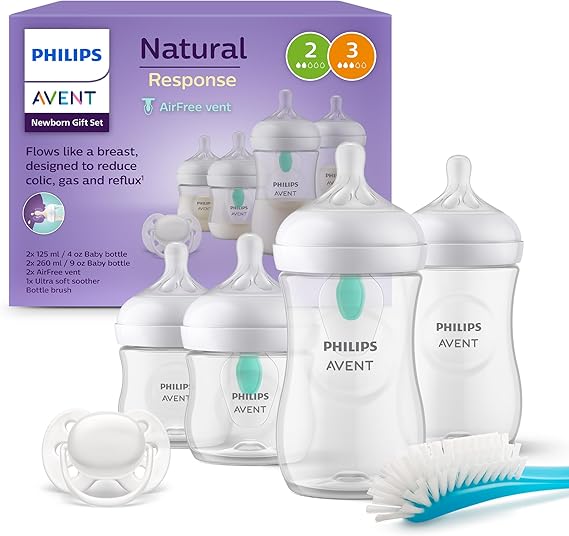 PHILIPS
AVENT
Newborn Gift Set
Natural
Response
AirFree vent
2
3
Flows like a breast,
designed to reduce
colic, gas and reflux¹
2x 125 ml / 4 oz Baby bottle
2x 260 ml / 9 oz Baby bottle
2x AirFree vent
1x Ultra soft soother
Bottle brush
PHILIPS
AVENT
PHILIPS
AVENT
PHILIPS
AVENT
PHILIPS
AVENT
PHILIPS
AVENT